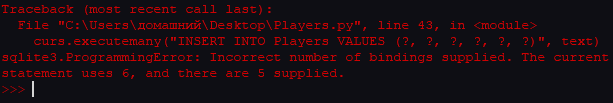 Traceback (most recent call last):
  File "C:\Users\домашний\Desktop\Players.py", line 43, in <module>
    curs.executemany("INSERT INTO Players VALUES (?, ?, ?, ?, ?, ?)", text)
sqlite3.ProgrammingError: Incorrect number of bindings supplied. The current
statement uses 6, and there are 5 supplied.
>>>